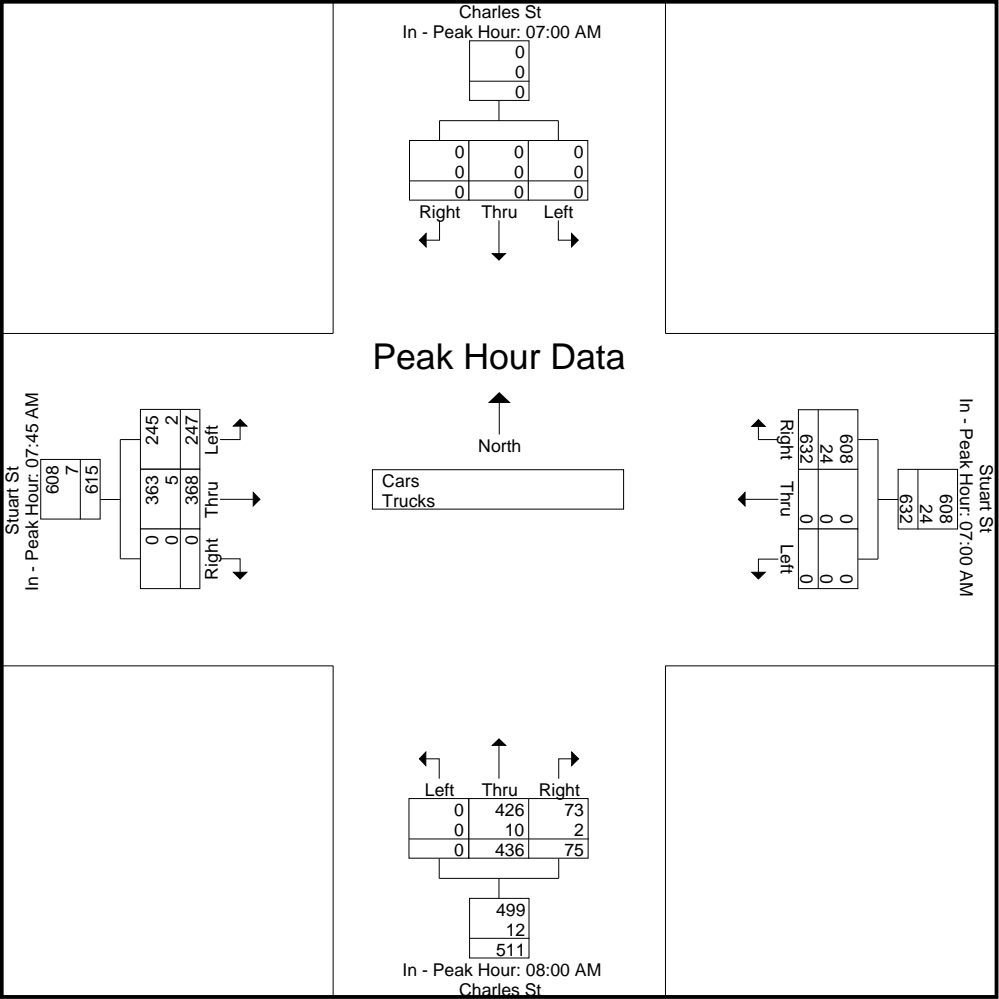 Charles St
In - Peak Hour: 07:00 AM
0
0
0
0 0 0
0 0 0
0 0 0
Right Thru Left
Peak Hour Data
North
Cars
Trucks
Stuart St
In - Peak Hour: 07:45 AM
608
7
615
245 363 0
2 5 0
247 368 0
Left Thru Right
Stuart St
In - Peak Hour: 07:00 AM
608
24
632
608 0 0
24 0 0
632 0 0
Right Thru Left
Left Thru Right
0 426 73
0 10 2
0 436 75
499
12
511
In - Peak Hour: 08:00 AM
Charles St